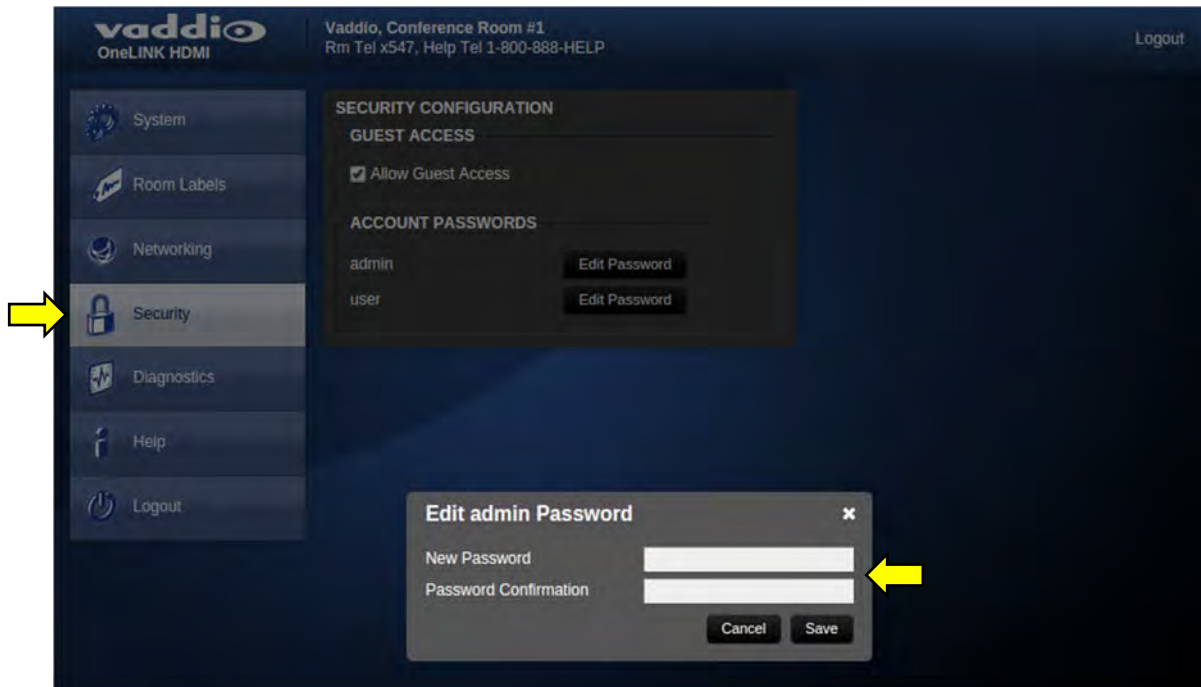 vaddio
OneLINK HDMI
Vaddio, Conference Room #1
Rm Tel x547, Help Tel 1-800-888-HELP
Logout
System
Room Labels
Networking
Security
Diagnostics
Help
Logout
SECURITY CONFIGURATION
GUEST ACCESS
Allow Guest Access
ACCOUNT PASSWORDS
admin Edit Password
user Edit Password
Edit admin Password
New Password
Password Confirmation
Cancel Save